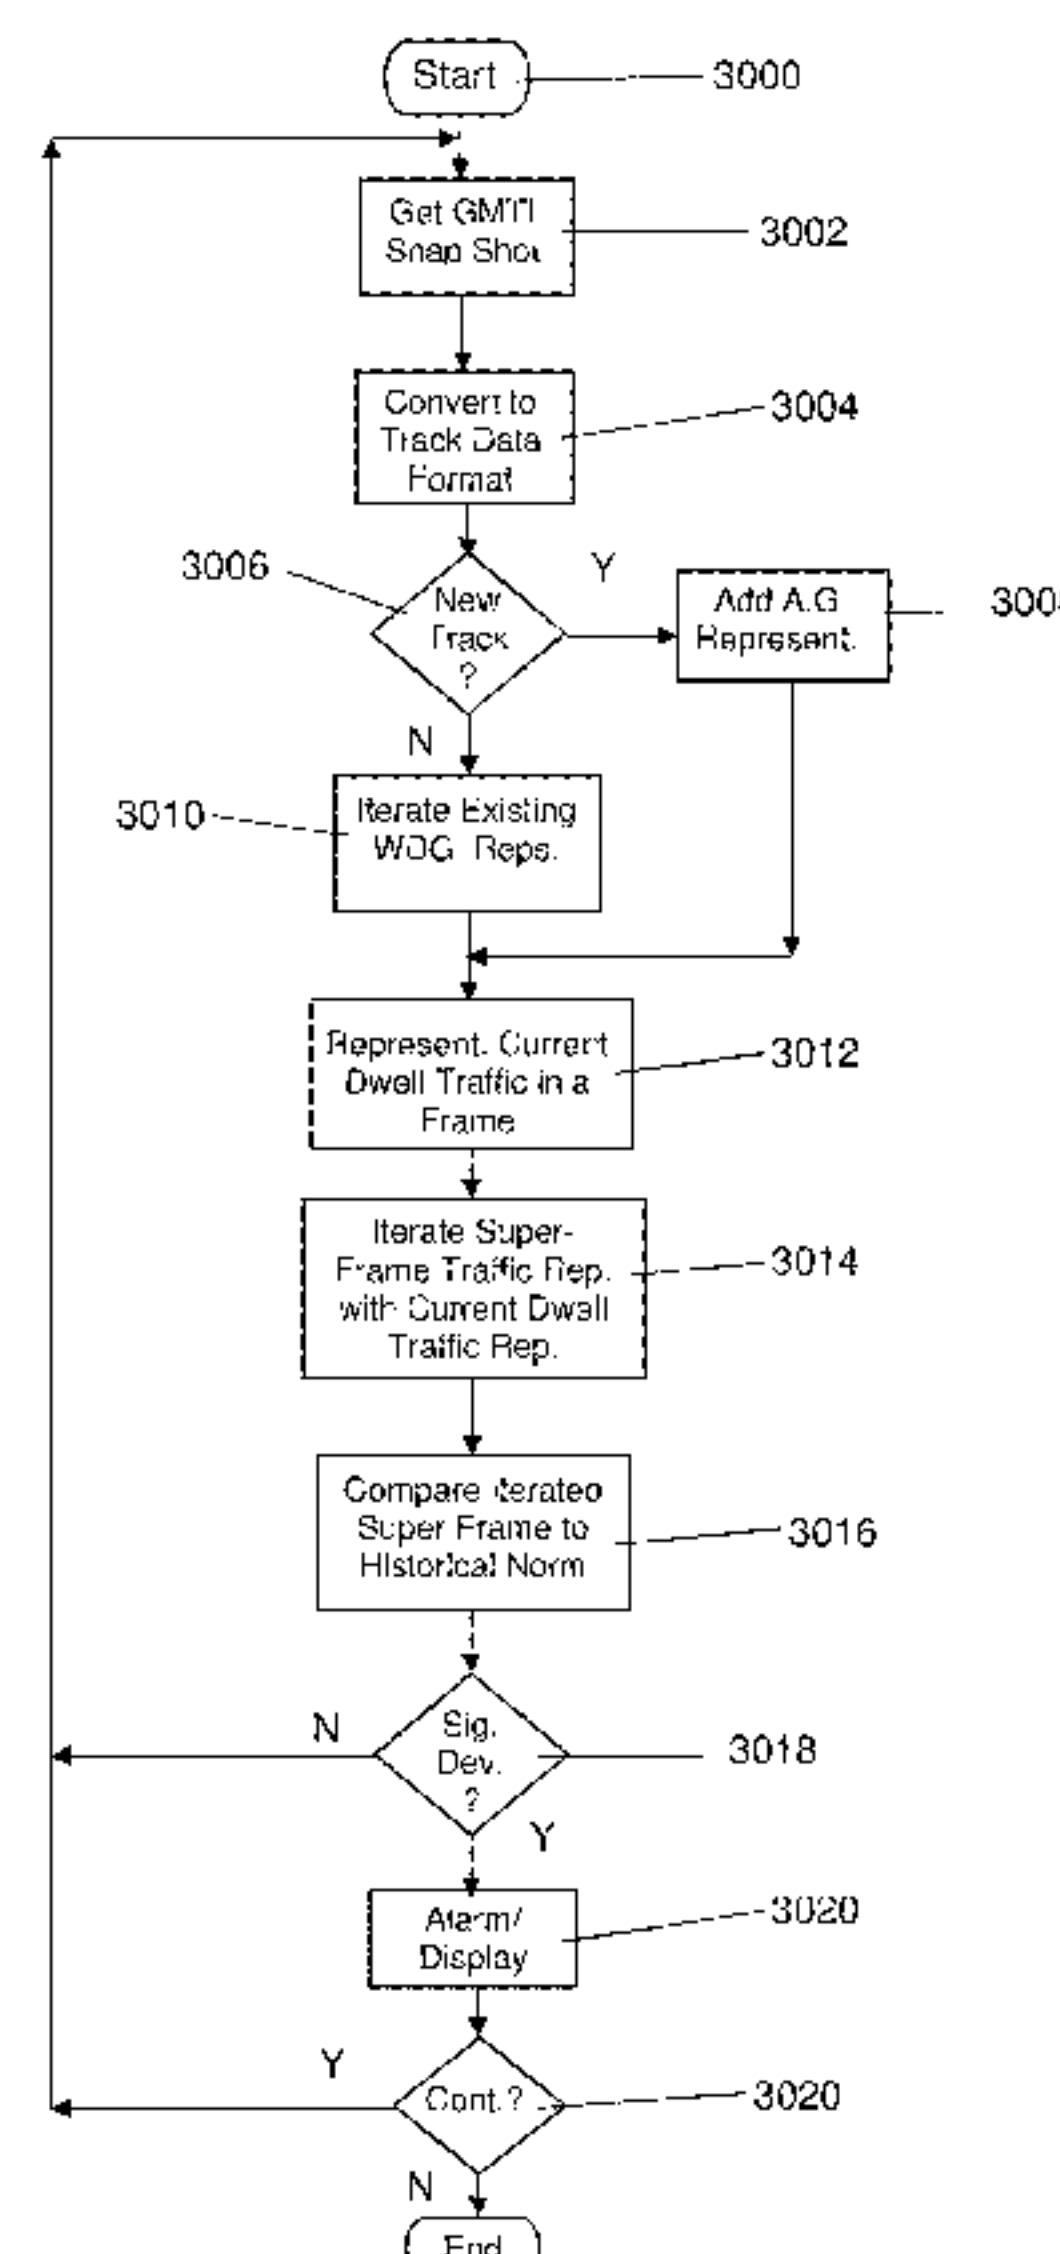 Start
3000
Get GMTI
Snap Shot
3002
Convert to
Track Data
Format
3004
3006
New
Track
?
Y
Add A.G
Represent.
N
3010
Iterate Existing
Reps.
Represent. Current
Dwell Traffic in a
Frame
3012
Iterate Super-
Frame Traffic Rep.
with Current Dwell
Traffic Rep.
3014
Compare Iterated
Super Frame to
Historical Norm
3016
N
Sig.
Dev.
?
3018
Y
Alarm/
Display
3020
Y
Cont.?
3020
N
End